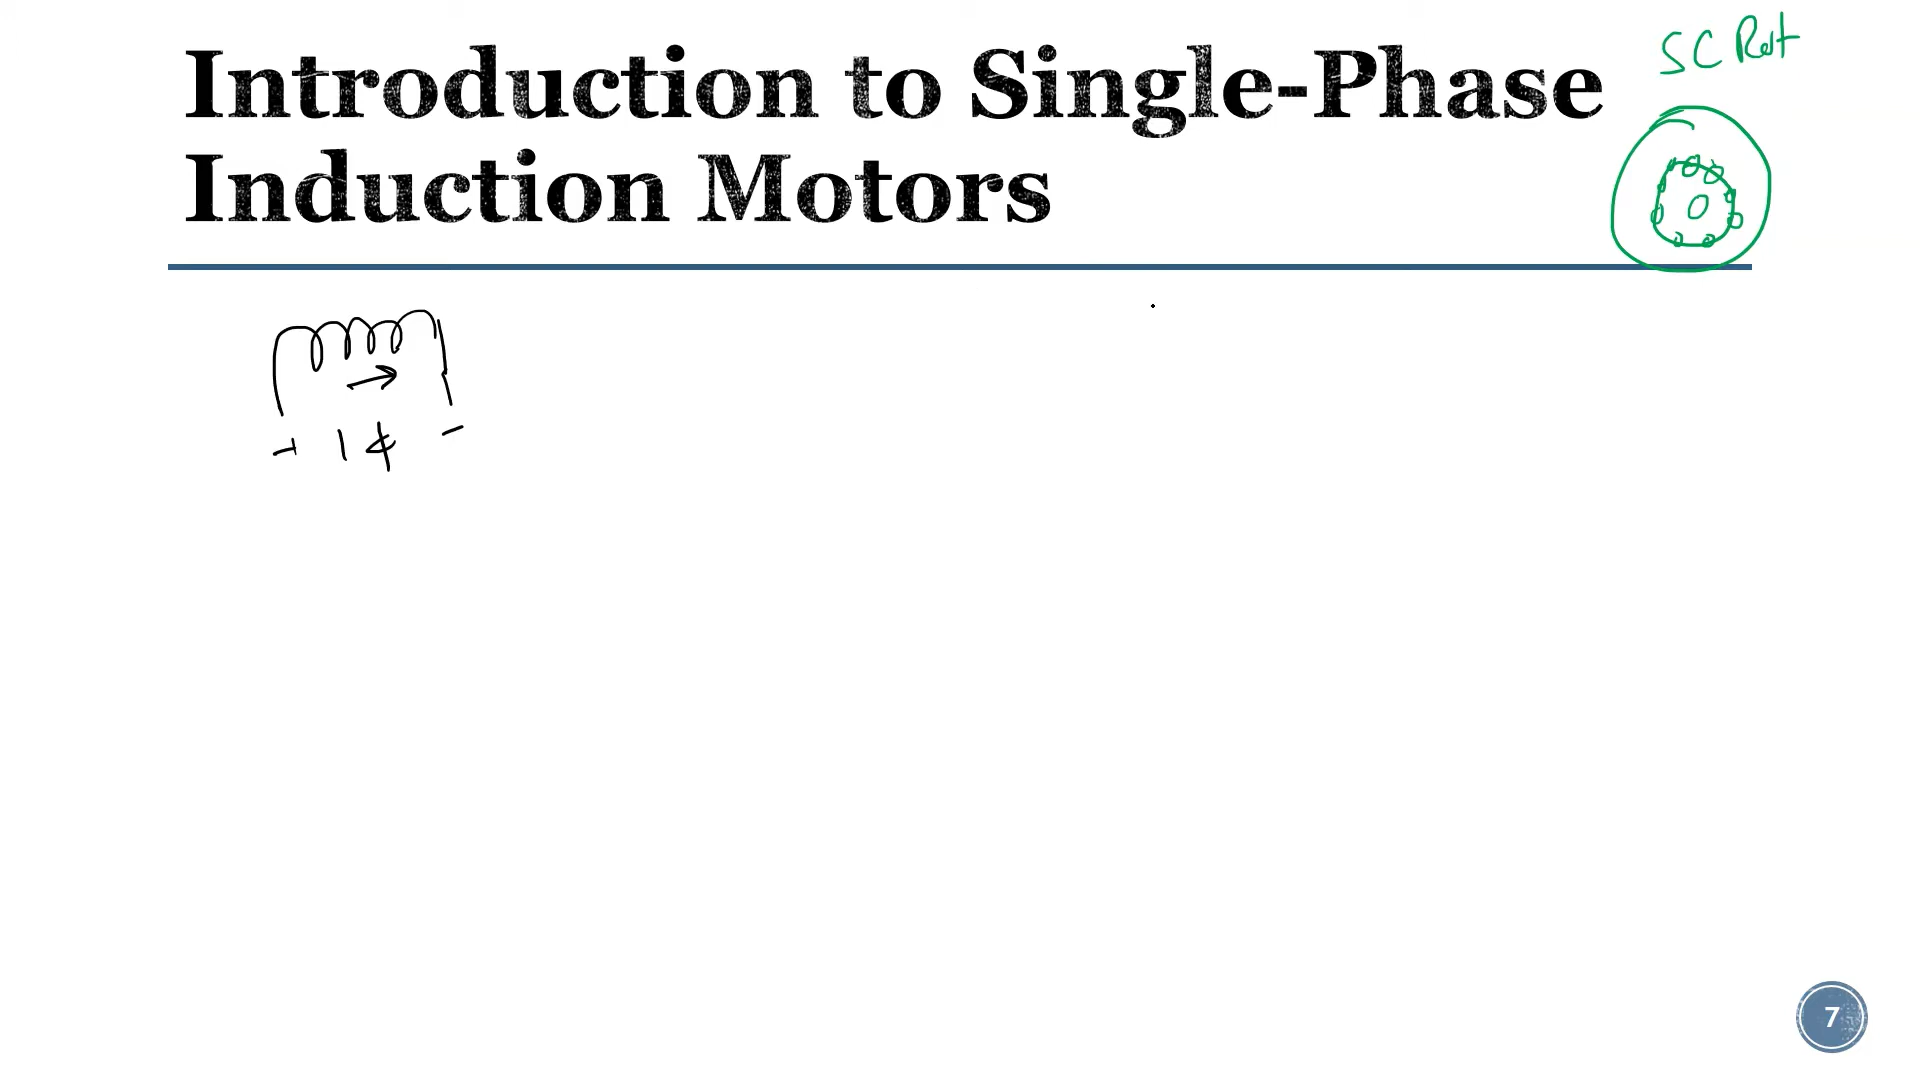 Introduction to Single-Phase
Induction Motors
SC Rot
+ 1ϕ -
7